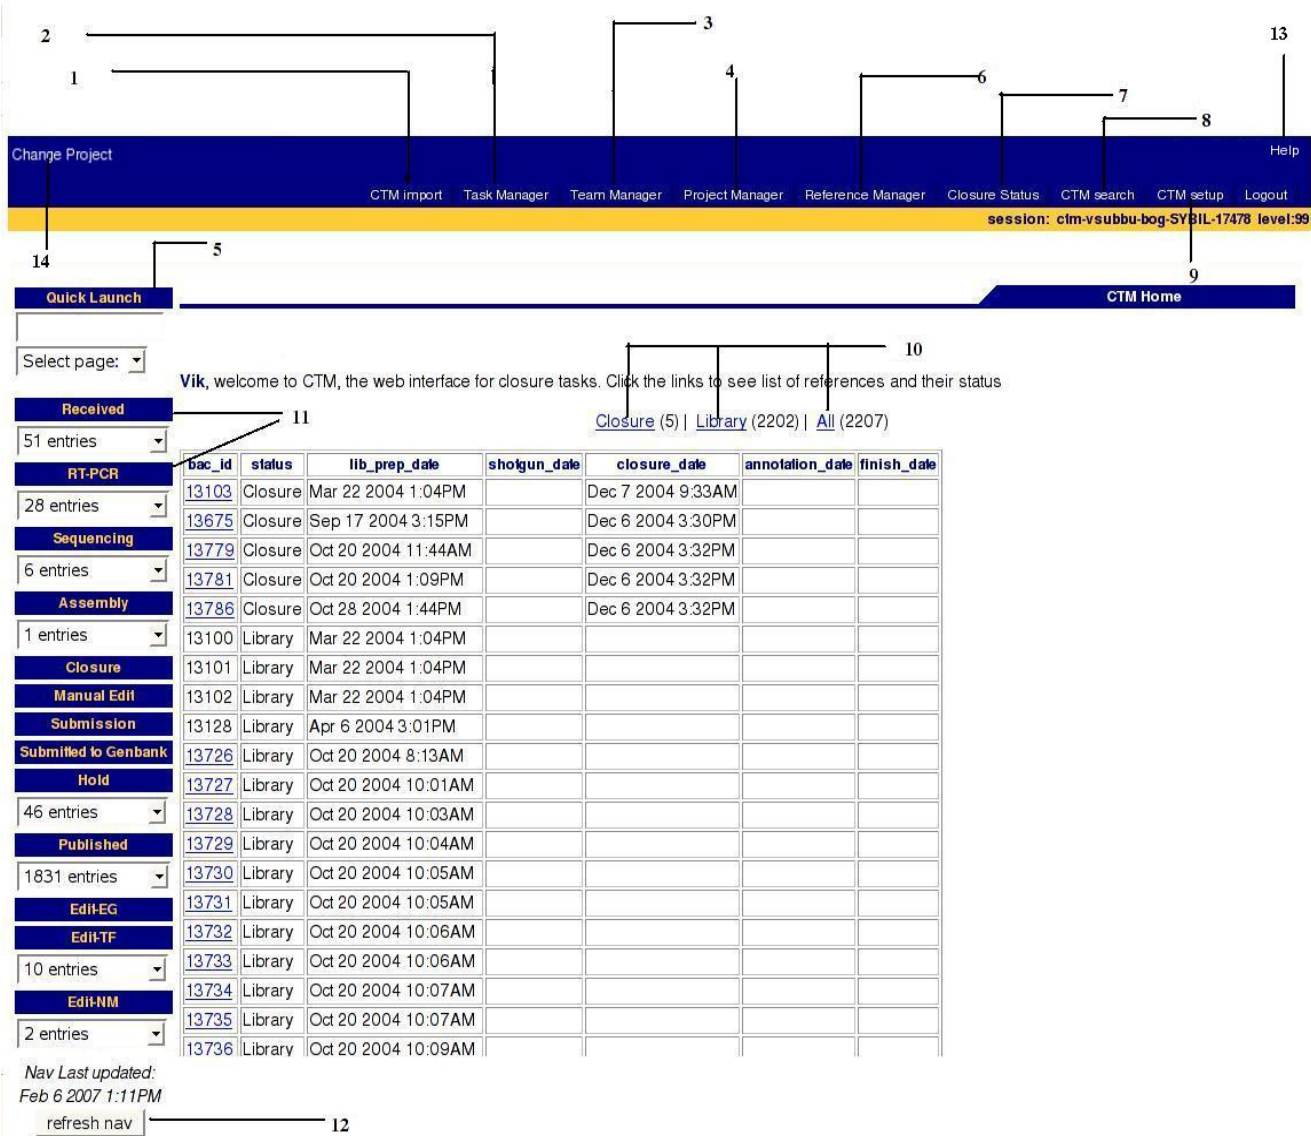 2
3
13
1
4
6
7
8
Change Project
Help
CTM import Task Manager Team Manager Project Manager Reference Manager Closure Status CTM search CTM setup Logout
session: ctm-vsubbu-bog-SYBIL-17478 level:99
5
14
9
Quick Launch
CTM Home
Select page:
10
Vik, welcome to CTM, the web interface for closure tasks. Click the links to see list of references and their status
Closure (5) | Library (2202) | All (2207)
Received
51 entries
11
RT-PCR
28 entries
Sequencing
6 entries
Assembly
1 entries
Closure
Manual Edit
Submission
Submitted to Genbank
Hold
46 entries
Published
1831 entries
Edit-EG
Edit-TF
10 entries
Edit-NM
2 entries
bac_id status lib_prep_date shotgun_date closure_date annotation_date finish_date
13103 Closure Mar 22 2004 1:04PM Dec 7 2004 9:33AM
13675 Closure Sep 17 2004 3:15PM Dec 6 2004 3:30PM
13779 Closure Oct 20 2004 11:44AM Dec 6 2004 3:32PM
13781 Closure Oct 20 2004 1:09PM Dec 6 2004 3:32PM
13786 Closure Oct 28 2004 1:44PM Dec 6 2004 3:32PM
13100 Library Mar 22 2004 1:04PM
13101 Library Mar 22 2004 1:04PM
13102 Library Mar 22 2004 1:04PM
13128 Library Apr 6 2004 3:01PM
13726 Library Oct 20 2004 8:13AM
13727 Library Oct 20 2004 10:01AM
13728 Library Oct 20 2004 10:03AM
13729 Library Oct 20 2004 10:04AM
13730 Library Oct 20 2004 10:05AM
13731 Library Oct 20 2004 10:05AM
13732 Library Oct 20 2004 10:06AM
13733 Library Oct 20 2004 10:06AM
13734 Library Oct 20 2004 10:07AM
13735 Library Oct 20 2004 10:07AM
13736 Library Oct 20 2004 10:09AM
Nav Last updated:
Feb 6 2007 1:11PM
refresh nav
12